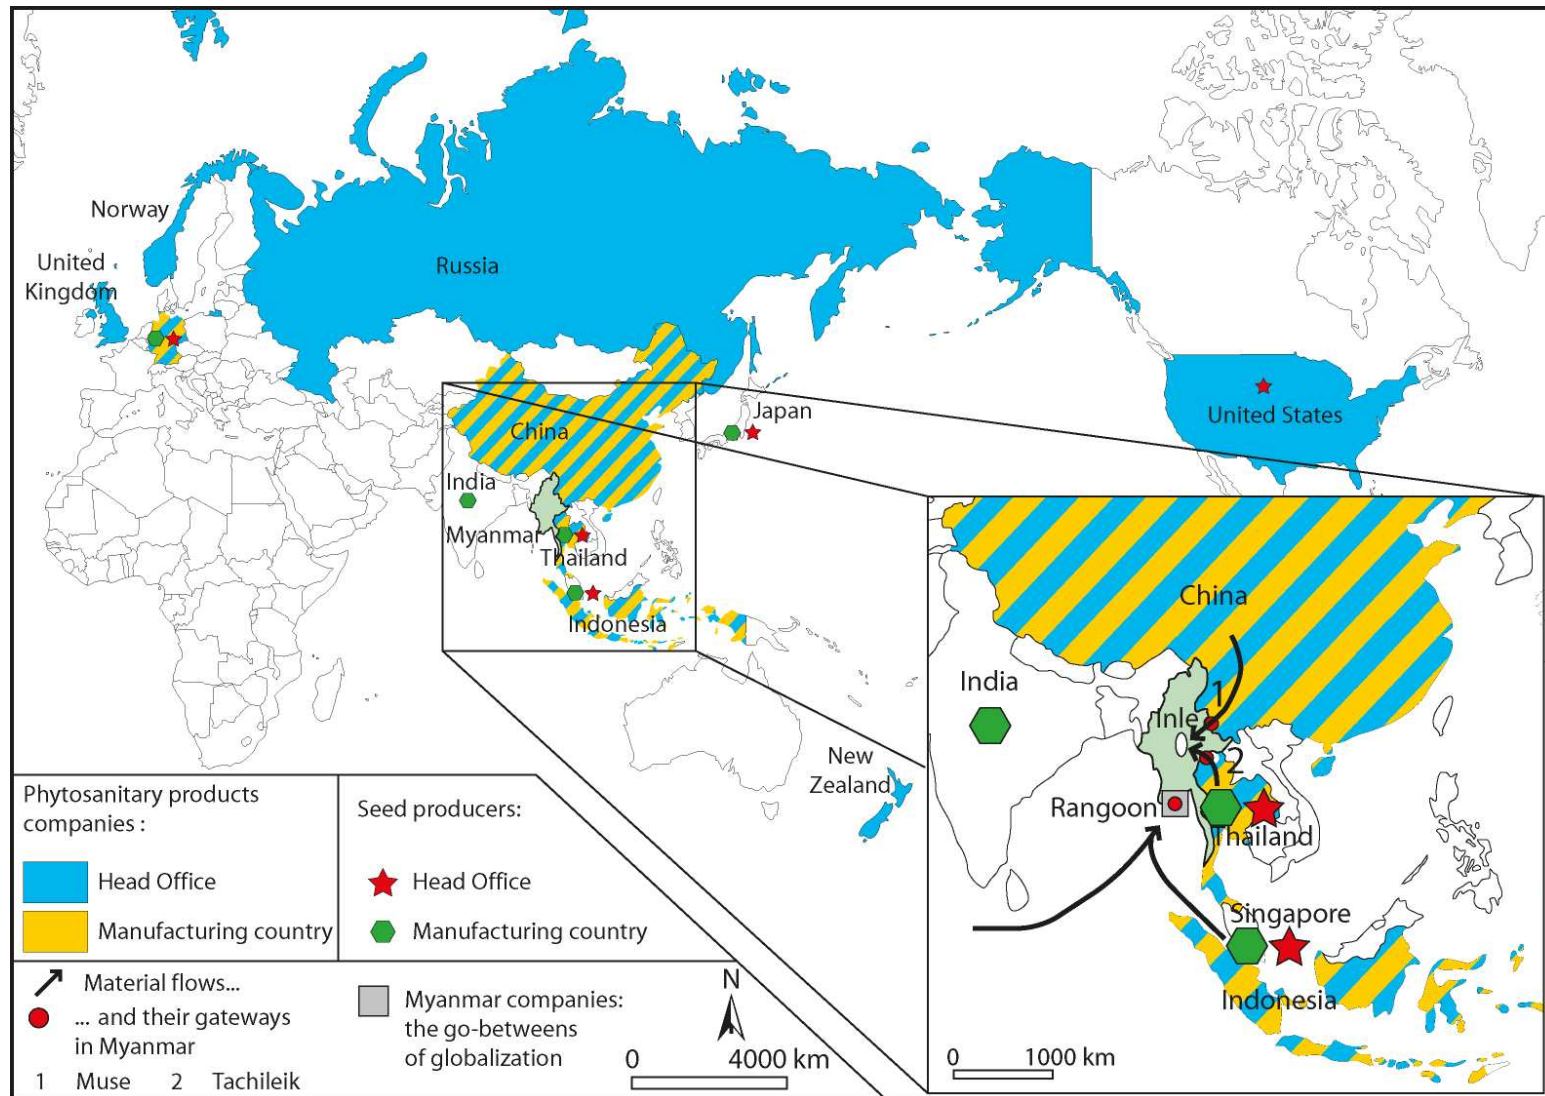 Norway
United
Kingdom
Russia
China
Japan
India
Myanmar
Thailand
Indonesia
United States
New
Zealand
China
India
1
Inle
2
Rangoon
Thailand
Singapore
Indonesia
0 1000 km
Phytosanitary products
companies :
Head Office
Manufacturing country
Seed producers:
Head Office
Manufacturing country
Material flows...
... and their gateways
in Myanmar
1 Muse 2 Tachileik
Myanmar companies:
the go-betweens
of globalization
N
0 4000 km